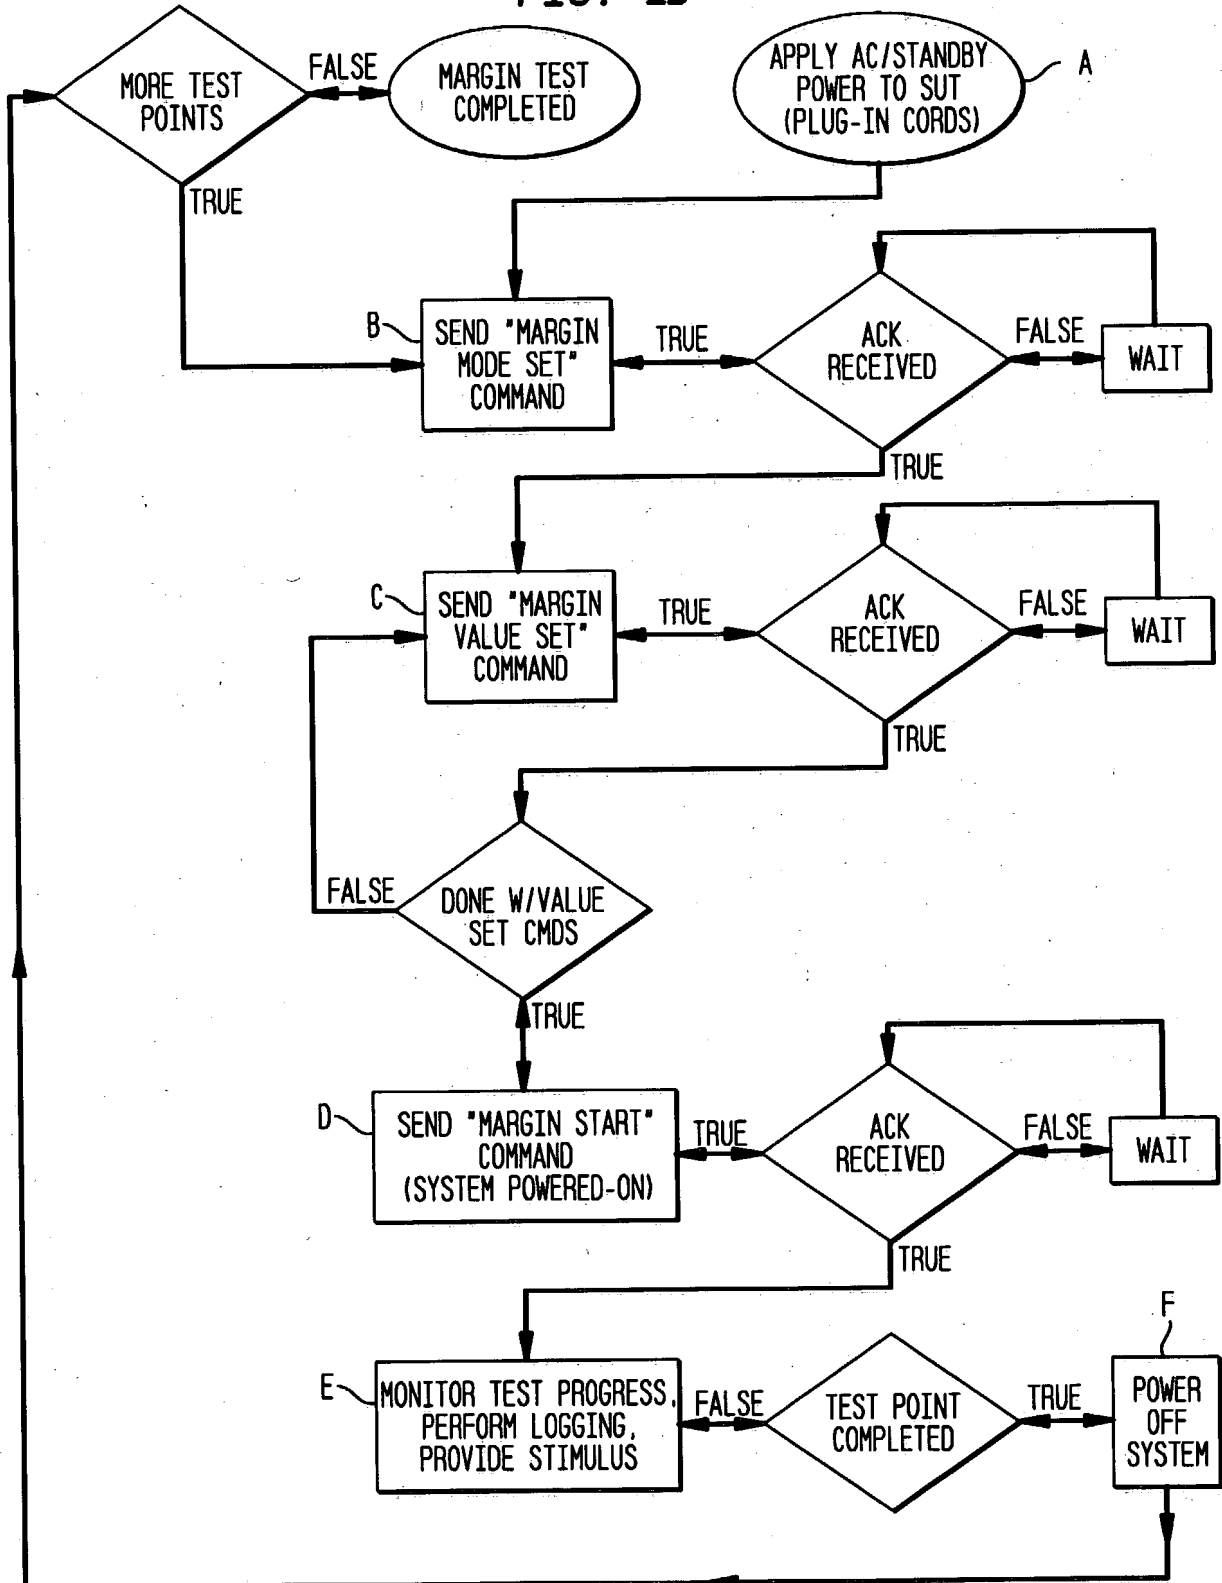 MORE TEST
POINTS
FALSE
MARGIN TEST
COMPLETED
APPLY AC/STANDBY
POWER TO SUT
(PLUG-IN CORDS)
A
TRUE
B
SEND "MARGIN
MODE SET"
COMMAND
TRUE
ACK
RECEIVED
FALSE
WAIT
TRUE
C
SEND "MARGIN
VALUE SET"
COMMAND
TRUE
ACK
RECEIVED
FALSE
WAIT
TRUE
FALSE
DONE W/VALUE
SET CMDS
TRUE
D
SEND "MARGIN START"
COMMAND
(SYSTEM POWERED-ON)
TRUE
ACK
RECEIVED
FALSE
WAIT
TRUE
E
MONITOR TEST PROGRESS,
PERFORM LOGGING,
PROVIDE STIMULUS
FALSE
TEST POINT
COMPLETED
TRUE
F
POWER
OFF
SYSTEM